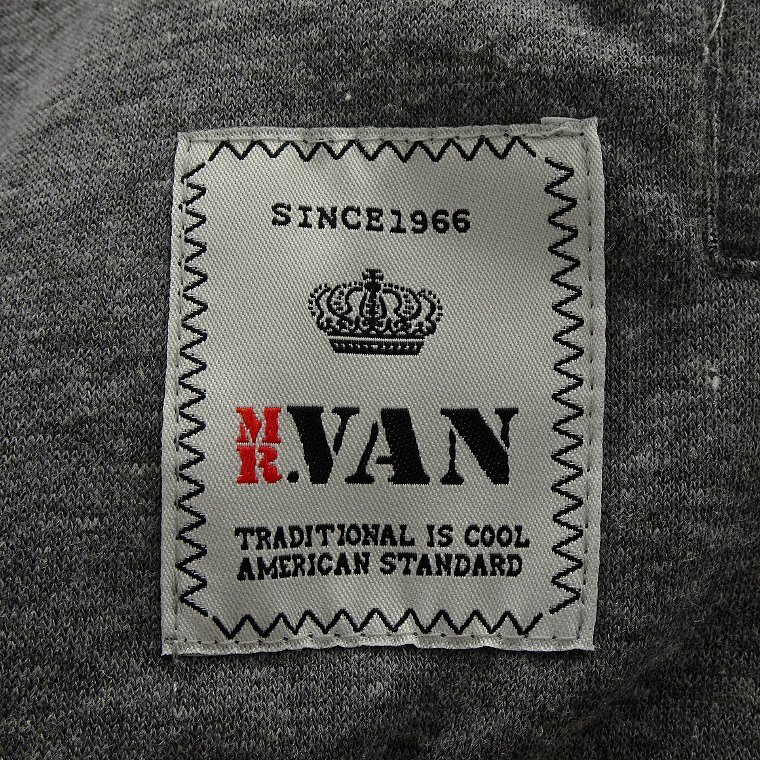 SINCE1966
MR.VAN
TRADITIONAL IS COOL
AMERICAN STANDARD